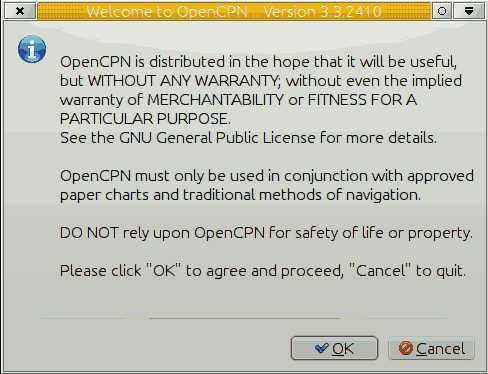 Welcome to OpenCPN Version 3.3.2410
OpenCPN is distributed in the hope that it will be useful,
but WITHOUT ANY WARRANTY; without even the implied
warranty of MERCHANTABILITY or FITNESS FOR A
PARTICULAR PURPOSE.
See the GNU General Public License for more details.
OpenCPN must only be used in conjunction with approved
paper charts and traditional methods of navigation.
DO NOT rely upon OpenCPN for safety of life or property.
Please click "OK" to agree and proceed, "Cancel" to quit.
OK Cancel